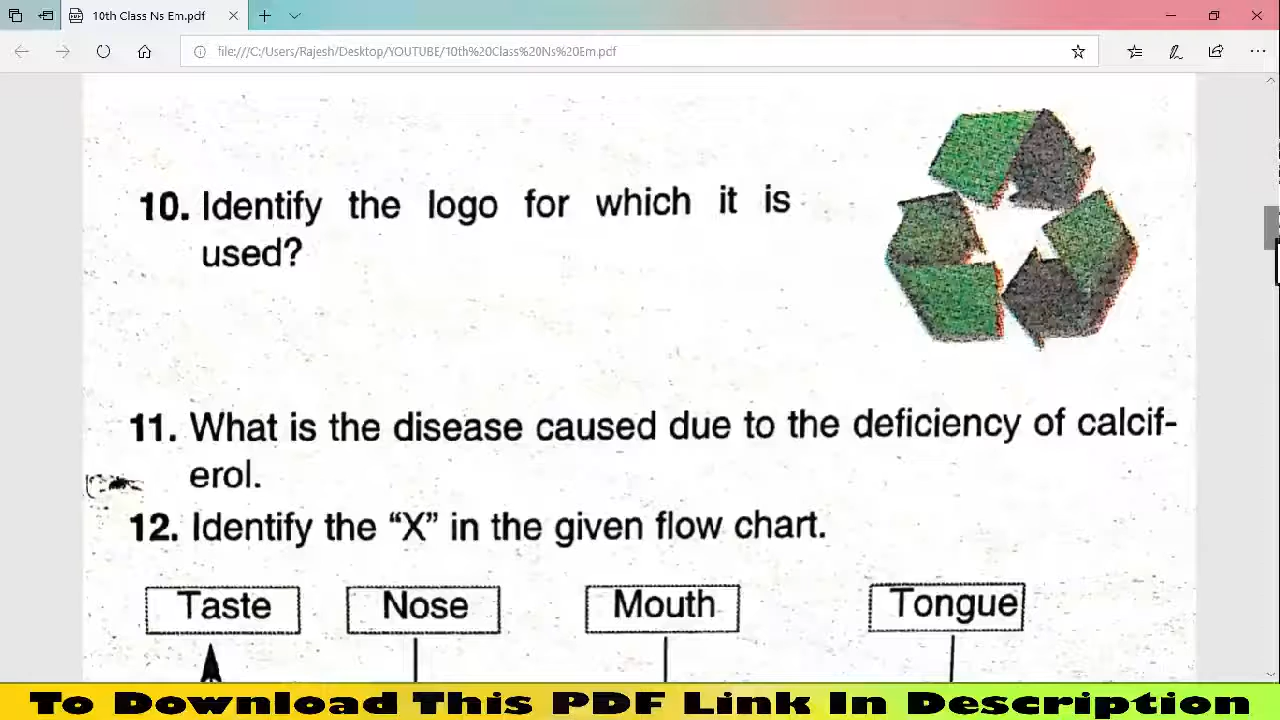 10th Class Ns Em.pdf
file:///C:/Users/Rajesh/Desktop/YOUTUBE/10th%20Class%20Ns%20Em.pdf
10. Identify the logo for which it is
used?
11. What is the disease caused due to the deficiency of calcif-
erol.
12. Identify the “X” in the given flow chart.
Taste Nose Mouth Tongue
To Download This PDF Link In Description